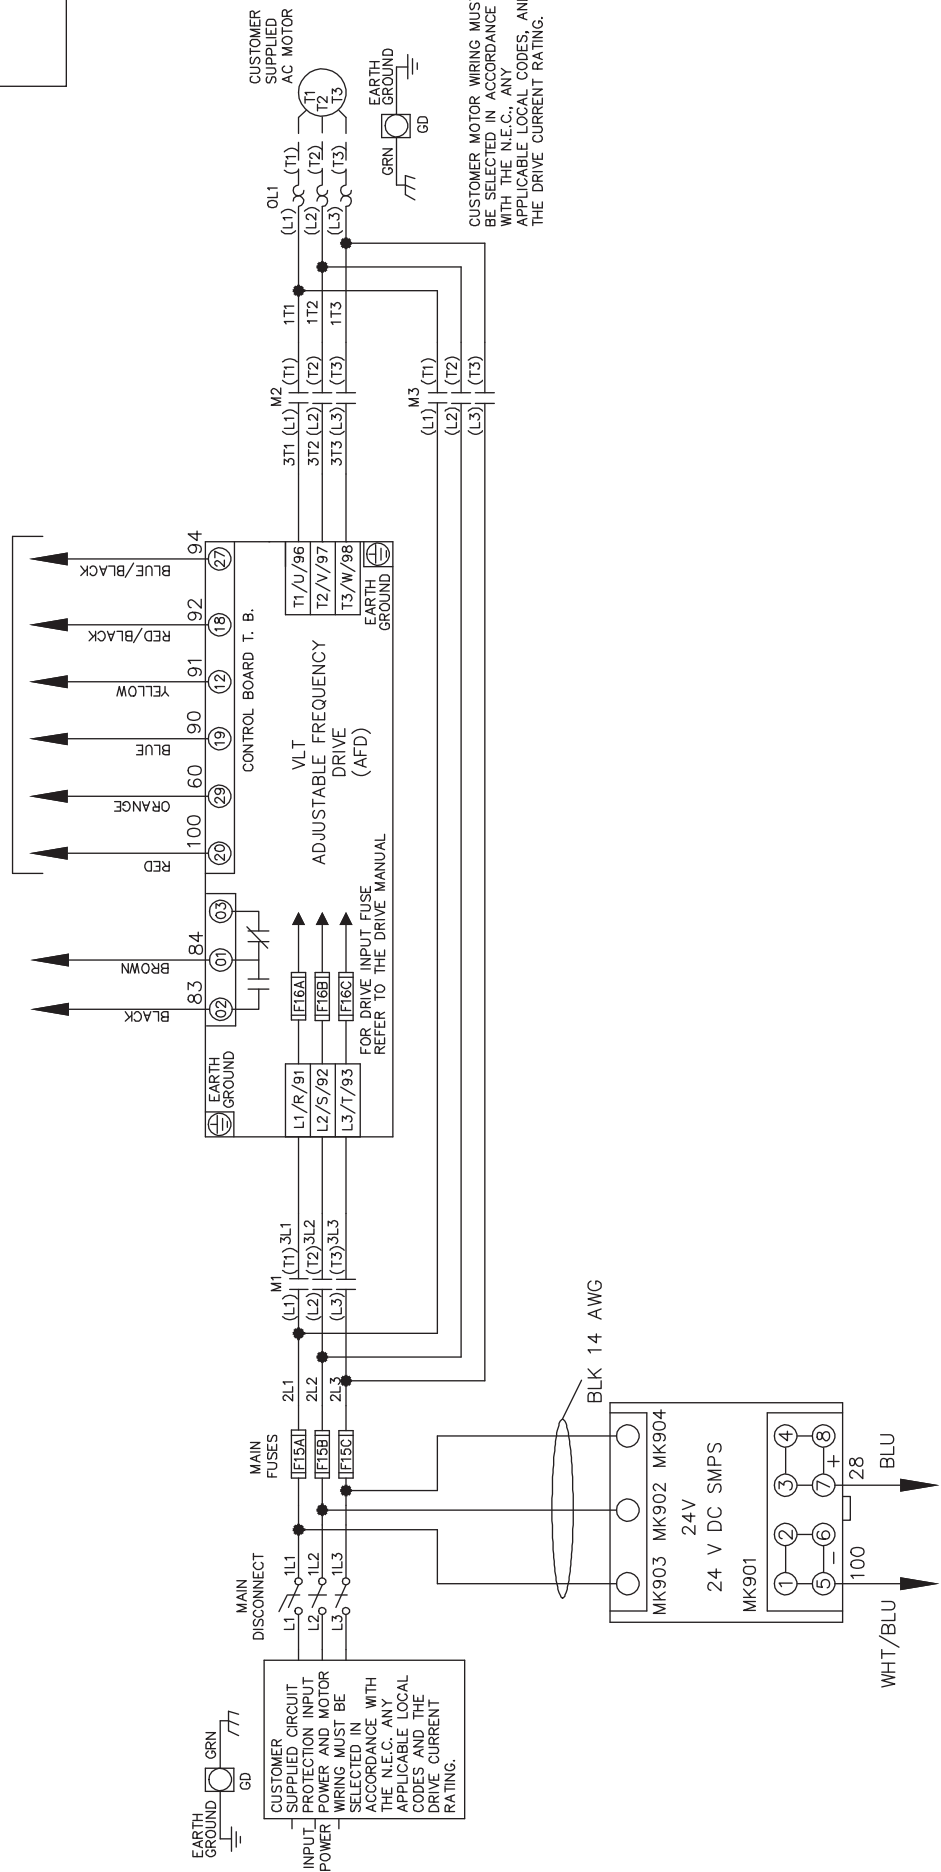 EARTH
GROUND
GRN
GD
INPUT
POWER
CUSTOMER
SUPPLIED CIRCUIT
PROTECTION INPUT
POWER AND MOTOR
WIRING MUST BE
SELECTED IN
ACCORDANCE WITH
THE N.E.C. ANY
APPLICABLE LOCAL
CODES AND THE
DRIVE CURRENT
RATING.
MAIN
DISCONNECT
L1 1L1
L2 1L2
L3 1L3
MAIN
FUSES
F15A 2L1
F15B 2L2
F15C 2L3
M1
(L1) (T1) 3L1
(L2) (T2) 3L2
(L3) (T3) 3L3
EARTH
GROUND
L1/R/91
L2/S/92
L3/T/93
F16A
F16B
F16C
FOR DRIVE INPUT FUSE
REFER TO THE DRIVE MANUAL
BLACK
83
02
BROWN
84
01
03
RED
100
20
ORANGE
60
29
BLUE
90
19
YELLOW
91
12
RED/BLACK
92
18
BLUE/BLACK
94
27
CONTROL BOARD T. B.
VLT
ADJUSTABLE FREQUENCY
DRIVE
(AFD)
T1/U/96
T2/V/97
T3/W/98
EARTH
GROUND
M2
3T1 (L1) (T1) 1T1
3T2 (L2) (T2) 1T2
3T3 (L3) (T3) 1T3
M3
(L1) (T1)
(L2) (T2)
(L3) (T3)
OL1
(L1) (T1)
(L2) (T2)
(L3) (T3)
CUSTOMER
SUPPLIED
AC MOTOR
T1
T2
T3
EARTH
GROUND
GRN
GD
CUSTOMER MOTOR WIRING MUS
BE SELECTED IN ACCORDANCE
WITH THE N.E.C., ANY
APPLICABLE LOCAL CODES, AN
THE DRIVE CURRENT RATING.
BLK 14 AWG
MK903 MK902 MK904
24V
24 V DC SMPS
MK901
1 2 3 4
5 6 7 8
- +
100 28
WHT/BLU BLU